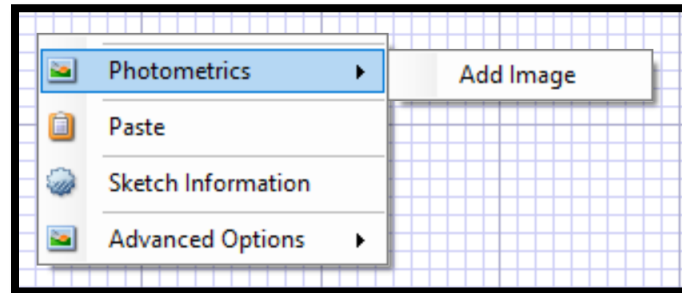 Photometrics
Add Image
Paste
Sketch Information
Advanced Options